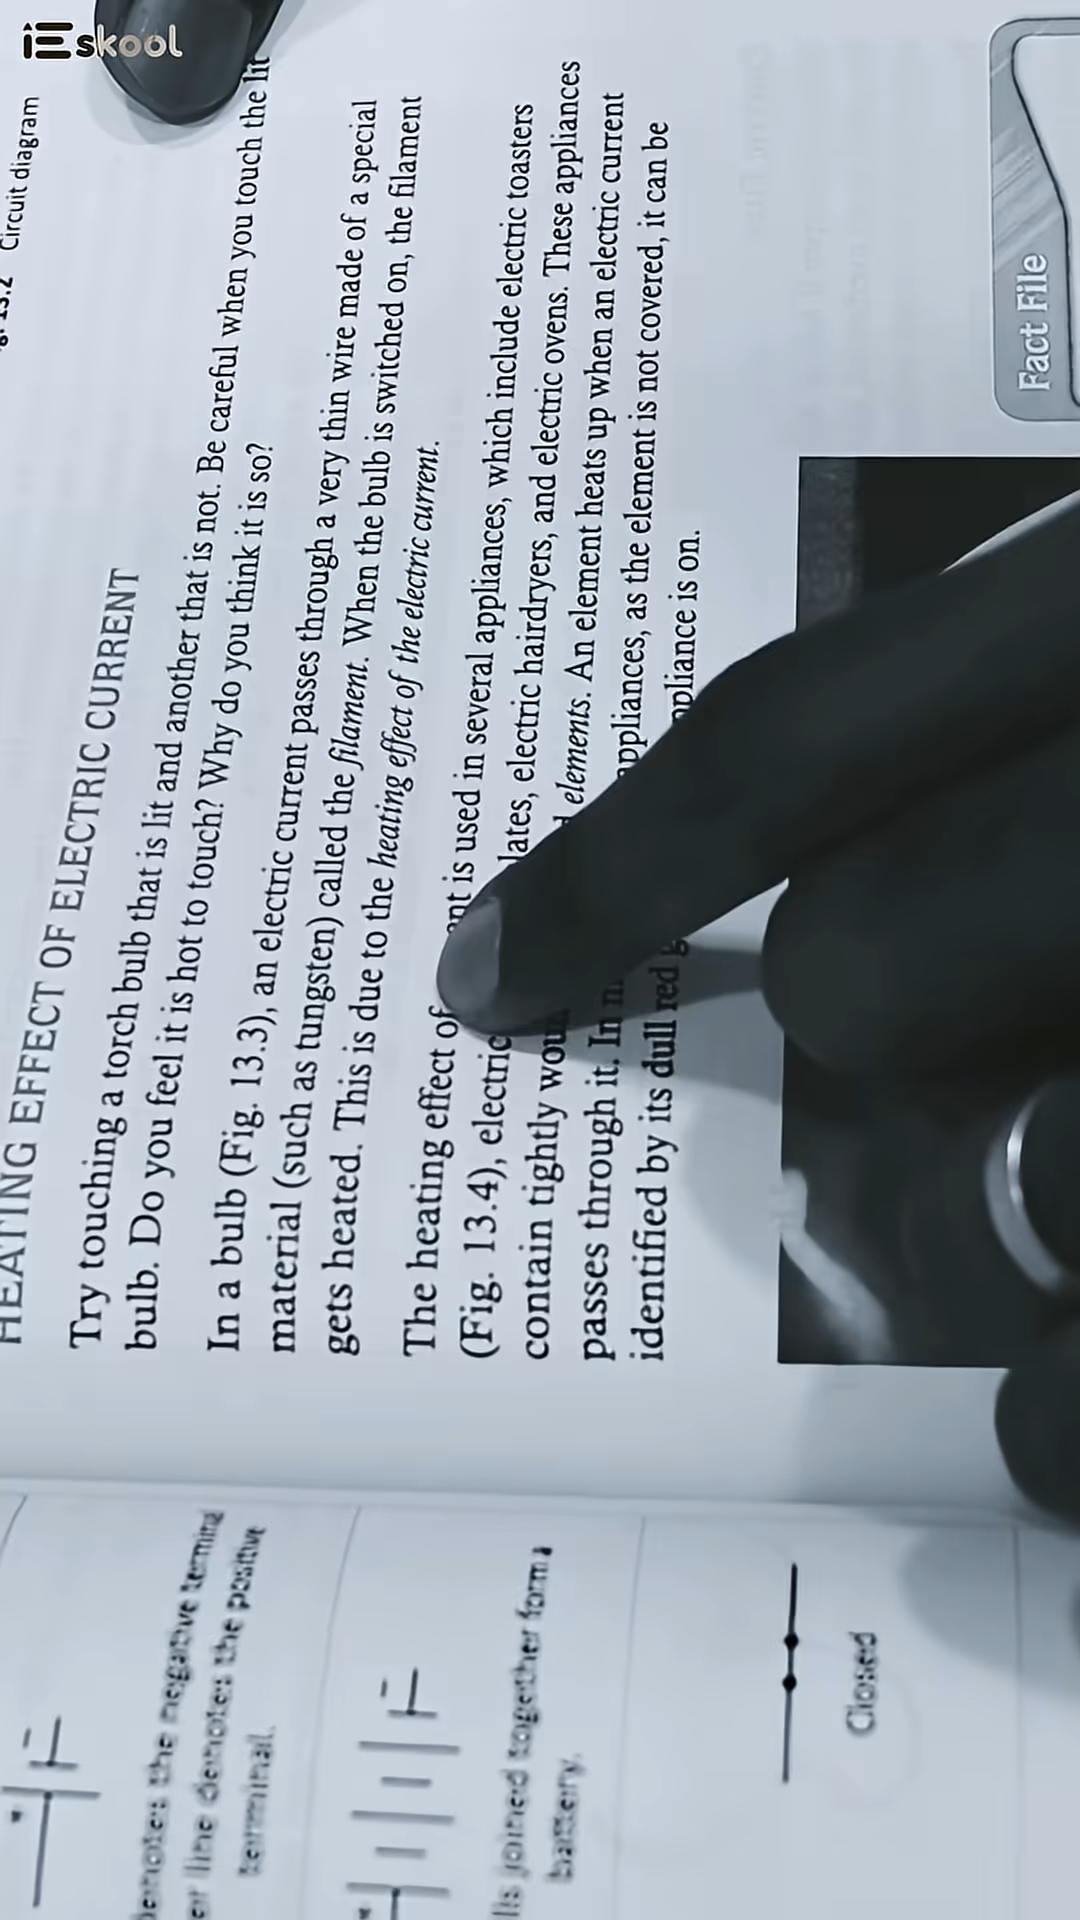 iEskool
13.2 Circuit diagram
HEATING EFFECT OF ELECTRIC CURRENT
Try touching a torch bulb that is lit and another that is not. Be careful when you touch the lit
bulb. Do you feel it is hot to touch? Why do you think it is so?
In a bulb (Fig. 13.3), an electric current passes through a very thin wire made of a special
material (such as tungsten) called the filament. When the bulb is switched on, the filament
gets heated. This is due to the heating effect of the electric current.
The heating effect of is used in several appliances, which include electric toasters
(Fig. 13.4), electric lates, electric hairdryers, and electric ovens. These appliances
contain tightly elements. An element heats up when an electric current
passes through it. In appliances, as the element is not covered, it can be
identified by its dull red appliance is on.
Fact File
denotes the negative terminal
er line denotes the positive
terminal.
lls joined together form a
battery.
Closed